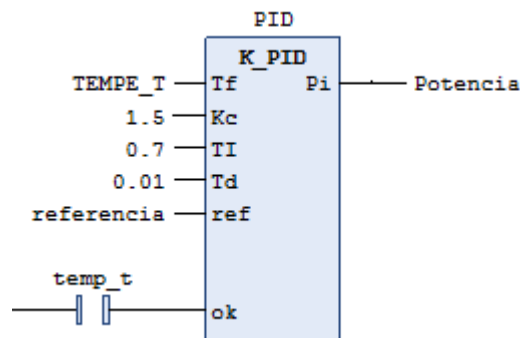 PID
K_PID
TEMPE_T Tf Pi Potencia
1.5 Kc
0.7 TI
0.01 Td
referencia ref
temp_t
ok